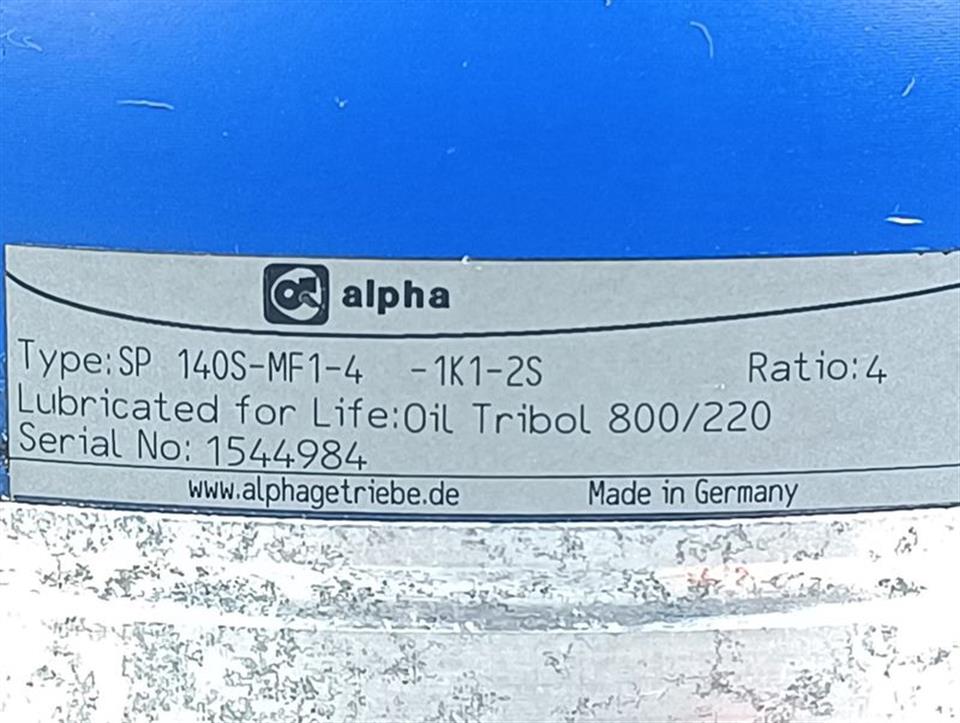 alpha
Type:SP 140S-MF1-4 -1K1-2S Ratio:4
Lubricated for Life:Oil Tribol 800/220
Serial No: 1544984
www.alphagetriebe.de Made in Germany